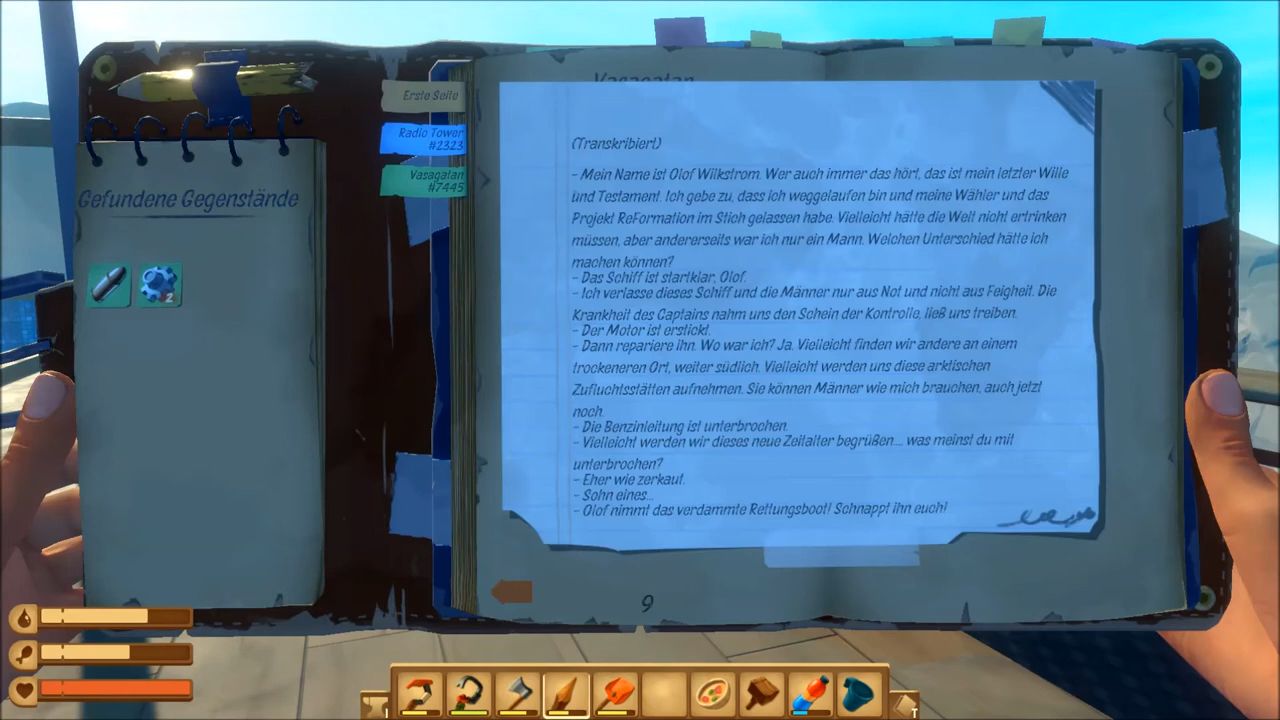 Vasagatan
Erste Seite
Radio Tower
#2323
Vasagatan
#7445
Gefundene Gegenstände
2
(Transkribiert)
- Mein Name ist Olof Wilkstrom. Wer auch immer das hört, das ist mein letzter Wille
und Testament. Ich gebe zu, dass ich weggelaufen bin und meine Wähler und das
Projekt ReFormation im Stich gelassen habe. Vielleicht hätte die Welt nicht ertrinken
müssen, aber andererseits war ich nur ein Mann. Welchen Unterschied hätte ich
machen können?
- Das Schiff ist startklar, Olof.
- Ich verlasse dieses Schiff und die Männer nur aus Not und nicht aus Feigheit. Die
Krankheit des Captains nahm uns den Schein der Kontrolle, ließ uns treiben.
- Der Motor ist erstickt.
- Dann repariere ihn. Wo war ich? Ja. Vielleicht finden wir andere an einem
trockeneren Ort, weiter südlich. Vielleicht werden uns diese arktischen
Zufluchtsstätten aufnehmen. Sie können Männer wie mich brauchen, auch jetzt
noch.
- Die Benzinleitung ist unterbrochen.
- Vielleicht werden wir dieses neue Zeitalter begrüßen... was meinst du mit
unterbrochen?
- Eher wie zerkaut.
- Sohn eines...
- Olof nimmt das verdammte Rettungsboot! Schnappt ihn euch!
9
1
T